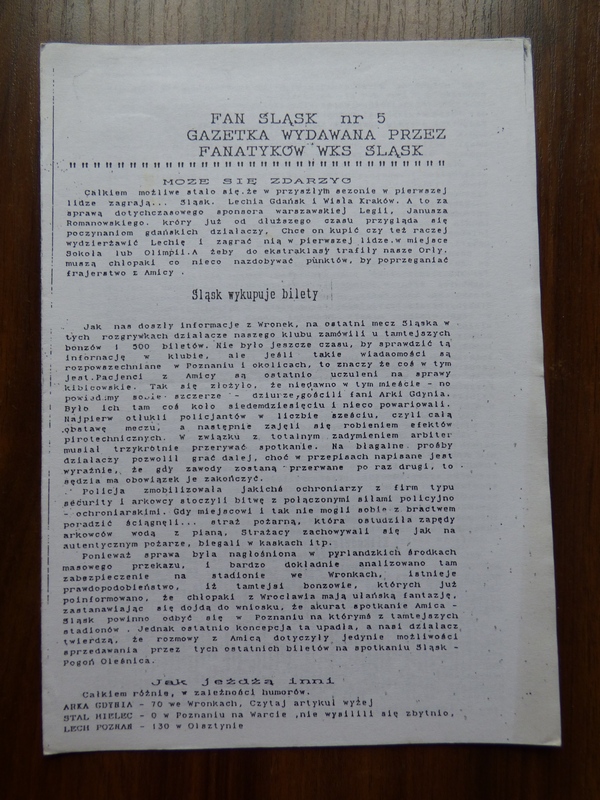 FAN ŚLĄSK nr 5
GAZETKA WYDAWANA PRZEZ
FANATYKÓW WKS ŚLĄSK
MOŻE SIĘ ZDARZYĆ
Całkiem możliwe stało się,że w przyszłym sezonie w pierwszej
lidze zagrają... Śląsk, Lechia Gdańsk i Wisła Kraków. A to za
sprawą dotychczasowego sponsora warszawskiej Legii, Janusza
Romanowskiego, króry już od dłuższego czasu przygląda się
poczynaniom gdańskich działaczy, Chce on kupić czy też raczej
wydzierżawić Lechię i zagrać nią w pierwszej lidze,w miejsce
Sokoła lub Olimpii.A żeby do ekstraklasy trafiły nasze Orły,
muszą chłopaki co nieco nazdobywać punktów, by poprzeganiać
frajerstwo z Amicy .
Śląsk wykupuje bilety
Jak nas doszły informacje z Wronek, na ostatni mecz Śląska w
tych rozgrywkach działacze naszego klubu zamówili u tamtejszych
bonzów 1 500 biletów. Nie było jeszcze czasu, by sprawdzić tą
infornację w klubie, ale jeśli takie wiadaomości są
rozpowszechniane w Poznaniu i okolicach, to znaczy że coś w tym
jest.Pacjenci z Amicy są ostatnio uczuleni na sprawy
kibicowskie. Tak się złożyło, że niedawno w tym mieście - no
powiedzmy sobie szczerze - dziurze,gościli fani Arki Gdynia.
Było ich tam coś koło siedemdziesięciu i nieco powariowali.
Najpierw otłukli policjantów w liczbie sześciu, czyli całą
obstawę meczu, a następnie zajęli się robieniem efektów
pirotechnicznych. W związku z totalnym zadymieniem arbiter
musiał trzykrotnie przerywać spotkanie. Na błagalne prośby
działaczy pozwolił grać dalej, choć w przepisach napisane jest
wyraźnie, że gdy zawody zostaną przerwane po raz drugi, to
sędzia ma obowiązek je zakończyć.
Policja zmobilizowała jakichś ochroniarzy z firm typu
security i arkowcy stoczyli bitwę z połączonymi siłami policyjno
- ochroniarskimi. Gdy miejscowi i tak nie mogli sobie z bractwem
poradzić ściągnęli... straż pożarną, która ostudziła zapędy
arkowców wodą z pianą, Strażacy zachowywali się jak na
autentycznym pożarze, biegali w kaskach itp.
Ponieważ sprawa była nagłośniona w pyrlandzkich środkach
masowego przekazu, i bardzo dokładnie analizowano tam
zabezpieczenie na stadionie we Wronkach, istnieje
prawdopodobieństwo, iż tamtejsi bonzowie, których już
poinformowano, że chłopaki z Wrocławia mają ułańską fantazję,
zastanawiając się dojdą do wniosku, że akurat spotkanie Amica -
Śląsk powinno odbyć się w Poznaniu na którymś z tamtejszych
stadionów . Jednak ostatnio koncepcja ta upadła, a nasi działacz
twierdzą, że rozmowy z Amicą dotyczyły jedynie możliwości
sprzedawania przez tych ostatnich biletów na spotkaniu Śląsk -
Pogoń Oleśnica.
Jak jeżdżą inni
Całkiem różnie, w zależności humorów.
ARKA GDYNIA - 70 we Wronkach, Czytaj artykuł wyżej
STAL MIELEC - 0 w Poznaniu na Warcie ,nie wysilili się zbytnio,
LECH POZNAŃ - 130 w Olsztynie